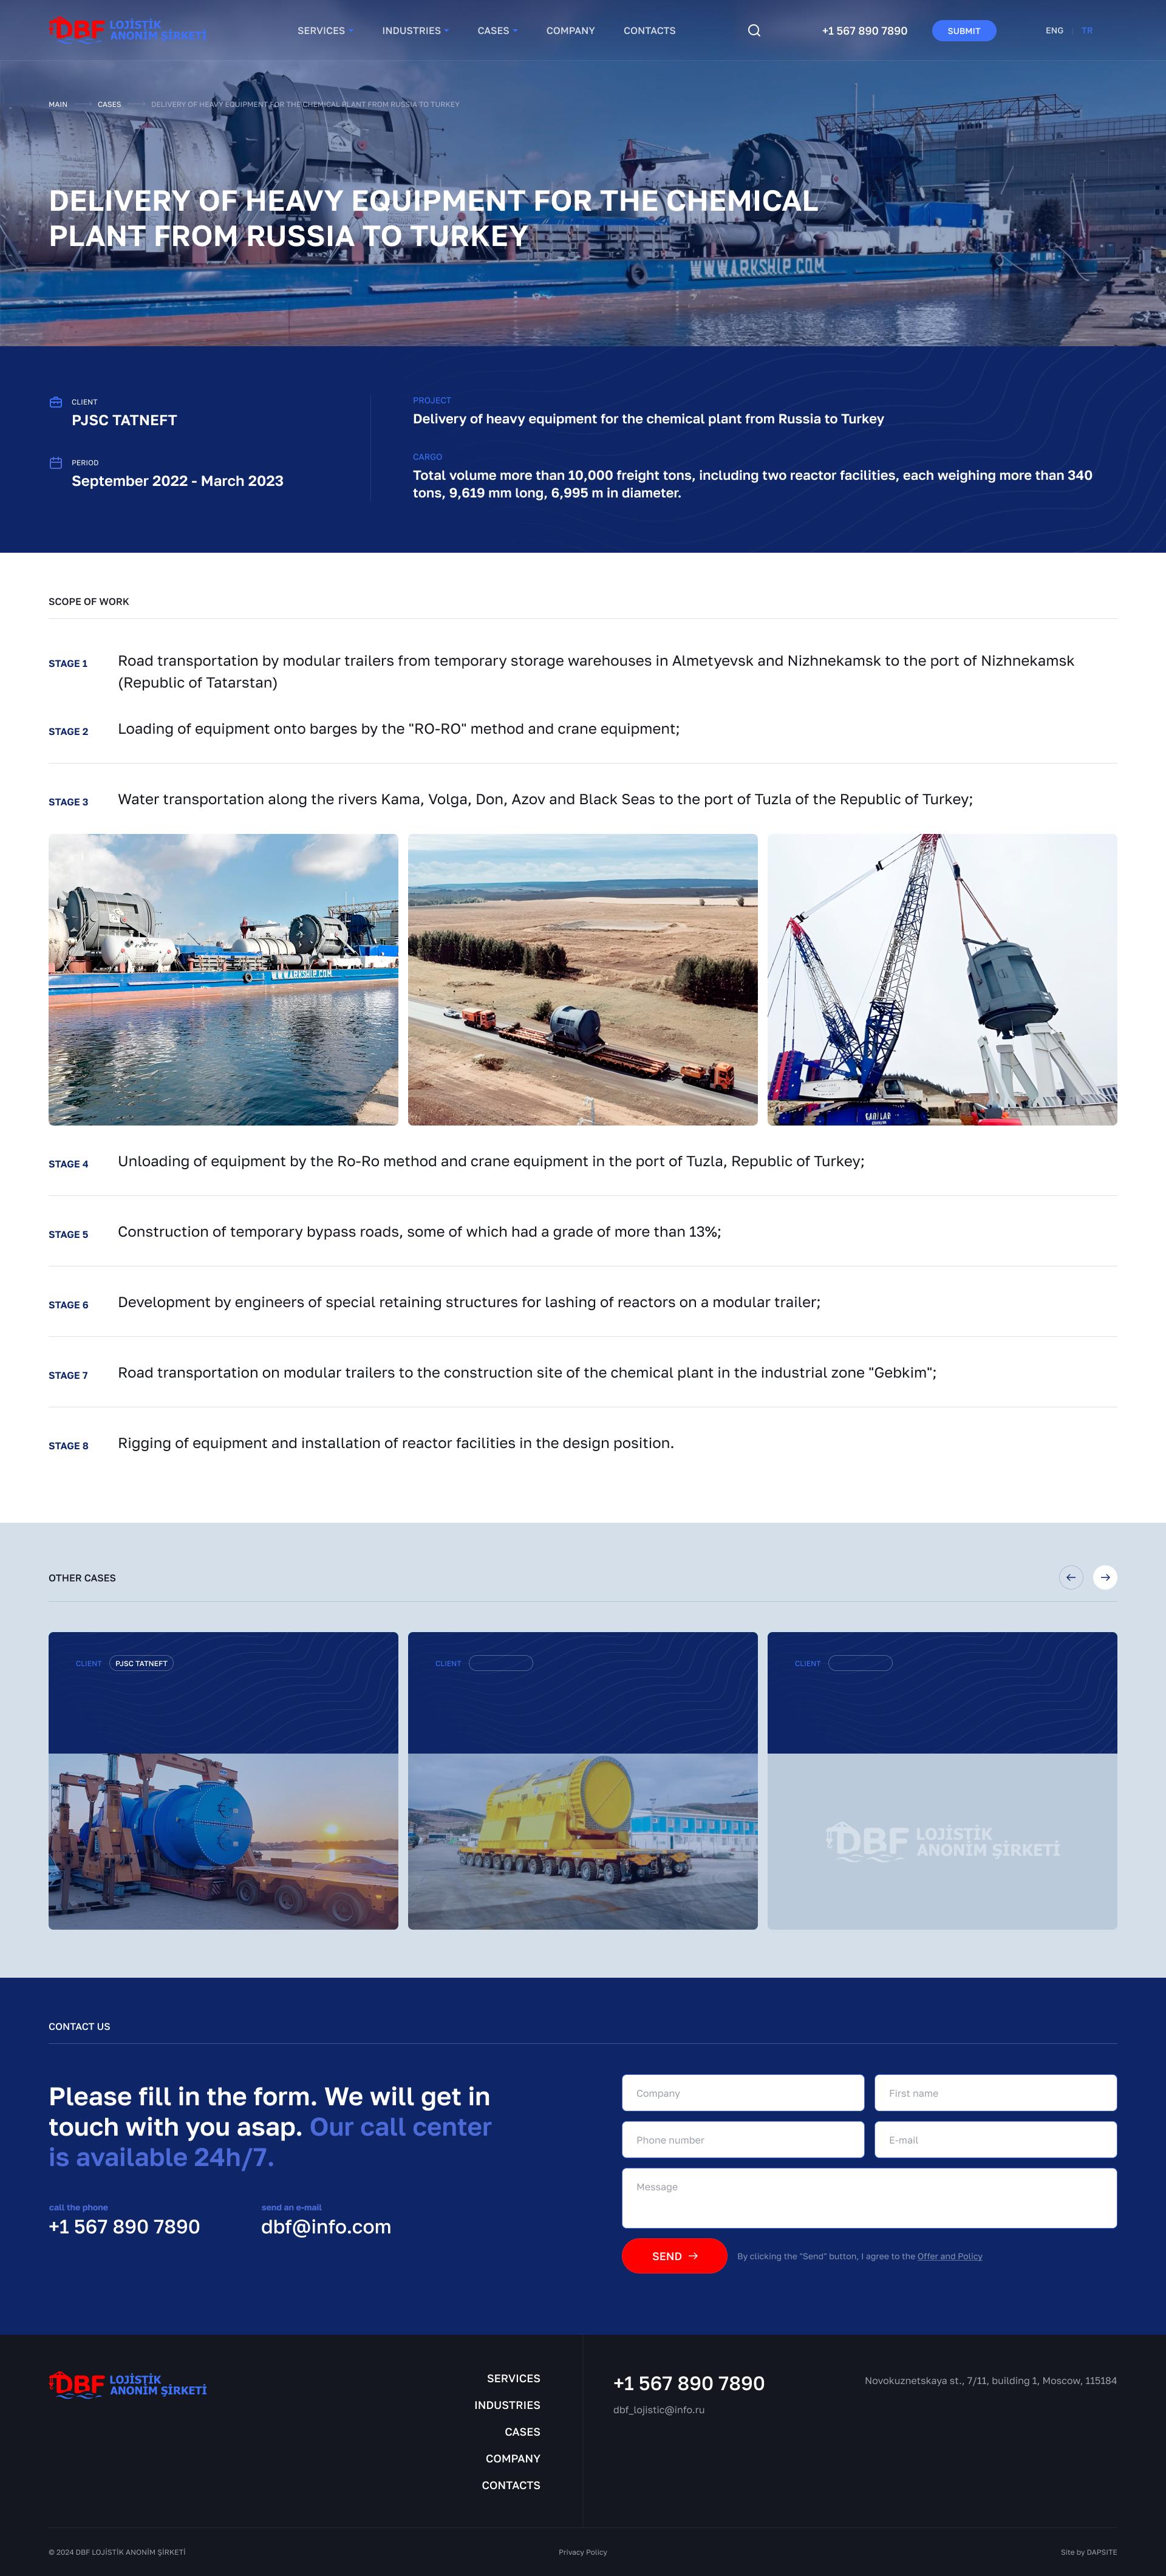 DBF LOJİSTİK
ANONİM ŞİRKETİ
SERVICES
INDUSTRIES
CASES
COMPANY
CONTACTS
+1 567 890 7890
SUBMIT
ENG
TR
MAIN
CASES
DELIVERY OF HEAVY EQUIPMENT FOR THE CHEMICAL PLANT FROM RUSSIA TO TURKEY
DELIVERY OF HEAVY EQUIPMENT FOR THE CHEMICAL
PLANT FROM RUSSIA TO TURKEY
WWW.ARKSHIP.COM
CLIENT
PJSC TATNEFT
PERIOD
September 2022 - March 2023
PROJECT
Delivery of heavy equipment for the chemical plant from Russia to Turkey
CARGO
Total volume more than 10,000 freight tons, including two reactor facilities, each weighing more than 340
tons, 9,619 mm long, 6,995 m in diameter.
SCOPE OF WORK
STAGE 1
Road transportation by modular trailers from temporary storage warehouses in Almetyevsk and Nizhnekamsk to the port of Nizhnekamsk
(Republic of Tatarstan)
STAGE 2
Loading of equipment onto barges by the "RO-RO" method and crane equipment;
STAGE 3
Water transportation along the rivers Kama, Volga, Don, Azov and Black Seas to the port of Tuzla of the Republic of Turkey;
WWW.ARKSHIP.COM
STAGE 4
Unloading of equipment by the Ro-Ro method and crane equipment in the port of Tuzla, Republic of Turkey;
STAGE 5
Construction of temporary bypass roads, some of which had a grade of more than 13%;
STAGE 6
Development by engineers of special retaining structures for lashing of reactors on a modular trailer;
STAGE 7
Road transportation on modular trailers to the construction site of the chemical plant in the industrial zone "Gebkim";
STAGE 8
Rigging of equipment and installation of reactor facilities in the design position.
OTHER CASES
CLIENT
PJSC TATNEFT
CLIENT
CLIENT
DBF LOJİSTİK
ANONİM ŞİRKETİ
CONTACT US
Please fill in the form. We will get in
touch with you asap. Our call center
is available 24h/7.
call the phone
+1 567 890 7890
send an e-mail
dbf@info.com
Company
First name
Phone number
E-mail
Message
SEND
By clicking the "Send" button, I agree to the Offer and Policy
DBF LOJİSTİK
ANONİM ŞİRKETİ
SERVICES
INDUSTRIES
CASES
COMPANY
CONTACTS
+1 567 890 7890
dbf_lojistic@info.ru
Novokuznetskaya st., 7/11, building 1, Moscow, 115184
© 2024 DBF LOJİSTİK ANONİM ŞİRKETİ
Privacy Policy
Site by DAPSITE